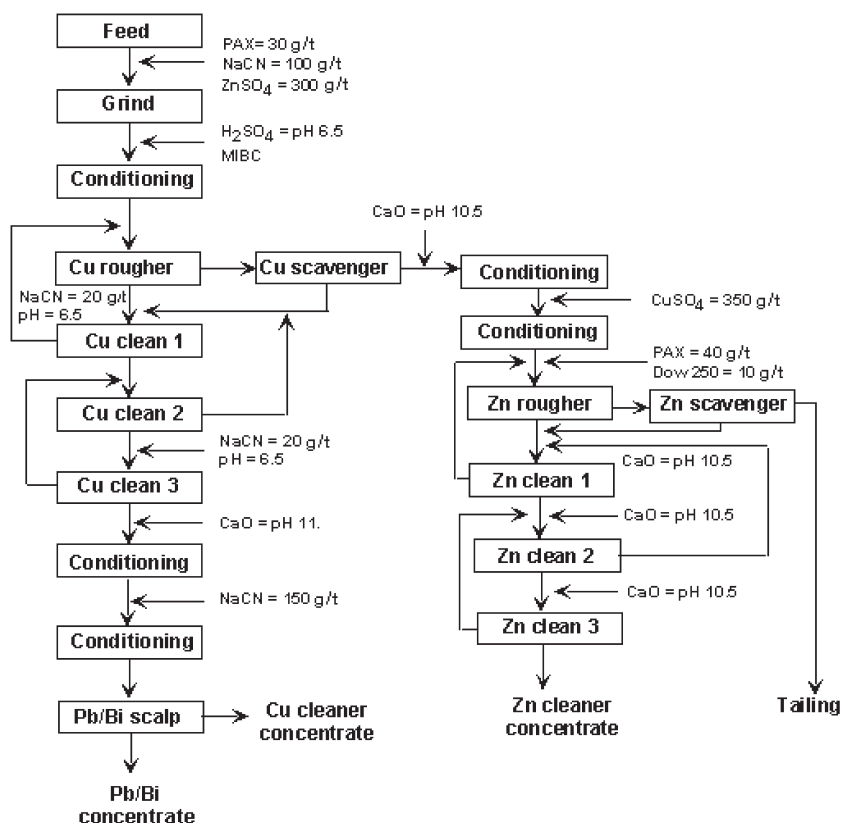 Feed
PAX= 30 g/t
NaCN = 100 g/t
ZnSO4 = 300 g/t
Grind
H2SO4 = pH 6.5
MIBC
Conditioning
CaO = pH 10.5
Cu rougher
Cu scavenger
Conditioning
NaCN = 20 g/t
pH = 6.5
CuSO4 = 350 g/t
Conditioning
Cu clean 1
PAX = 40 g/t
Dow 250 = 10 g/t
Cu clean 2
Zn rougher
Zn scavenger
NaCN = 20 g/t
pH = 6.5
CaO = pH 10.5
Cu clean 3
Zn clean 1
CaO = pH 11.
CaO = pH 10.5
Conditioning
Zn clean 2
NaCN = 150 g/t
CaO = pH 10.5
Conditioning
Zn clean 3
Pb/Bi scalp
Cu cleaner
concentrate
Zn cleaner
concentrate
Tailing
Pb/Bi
concentrate